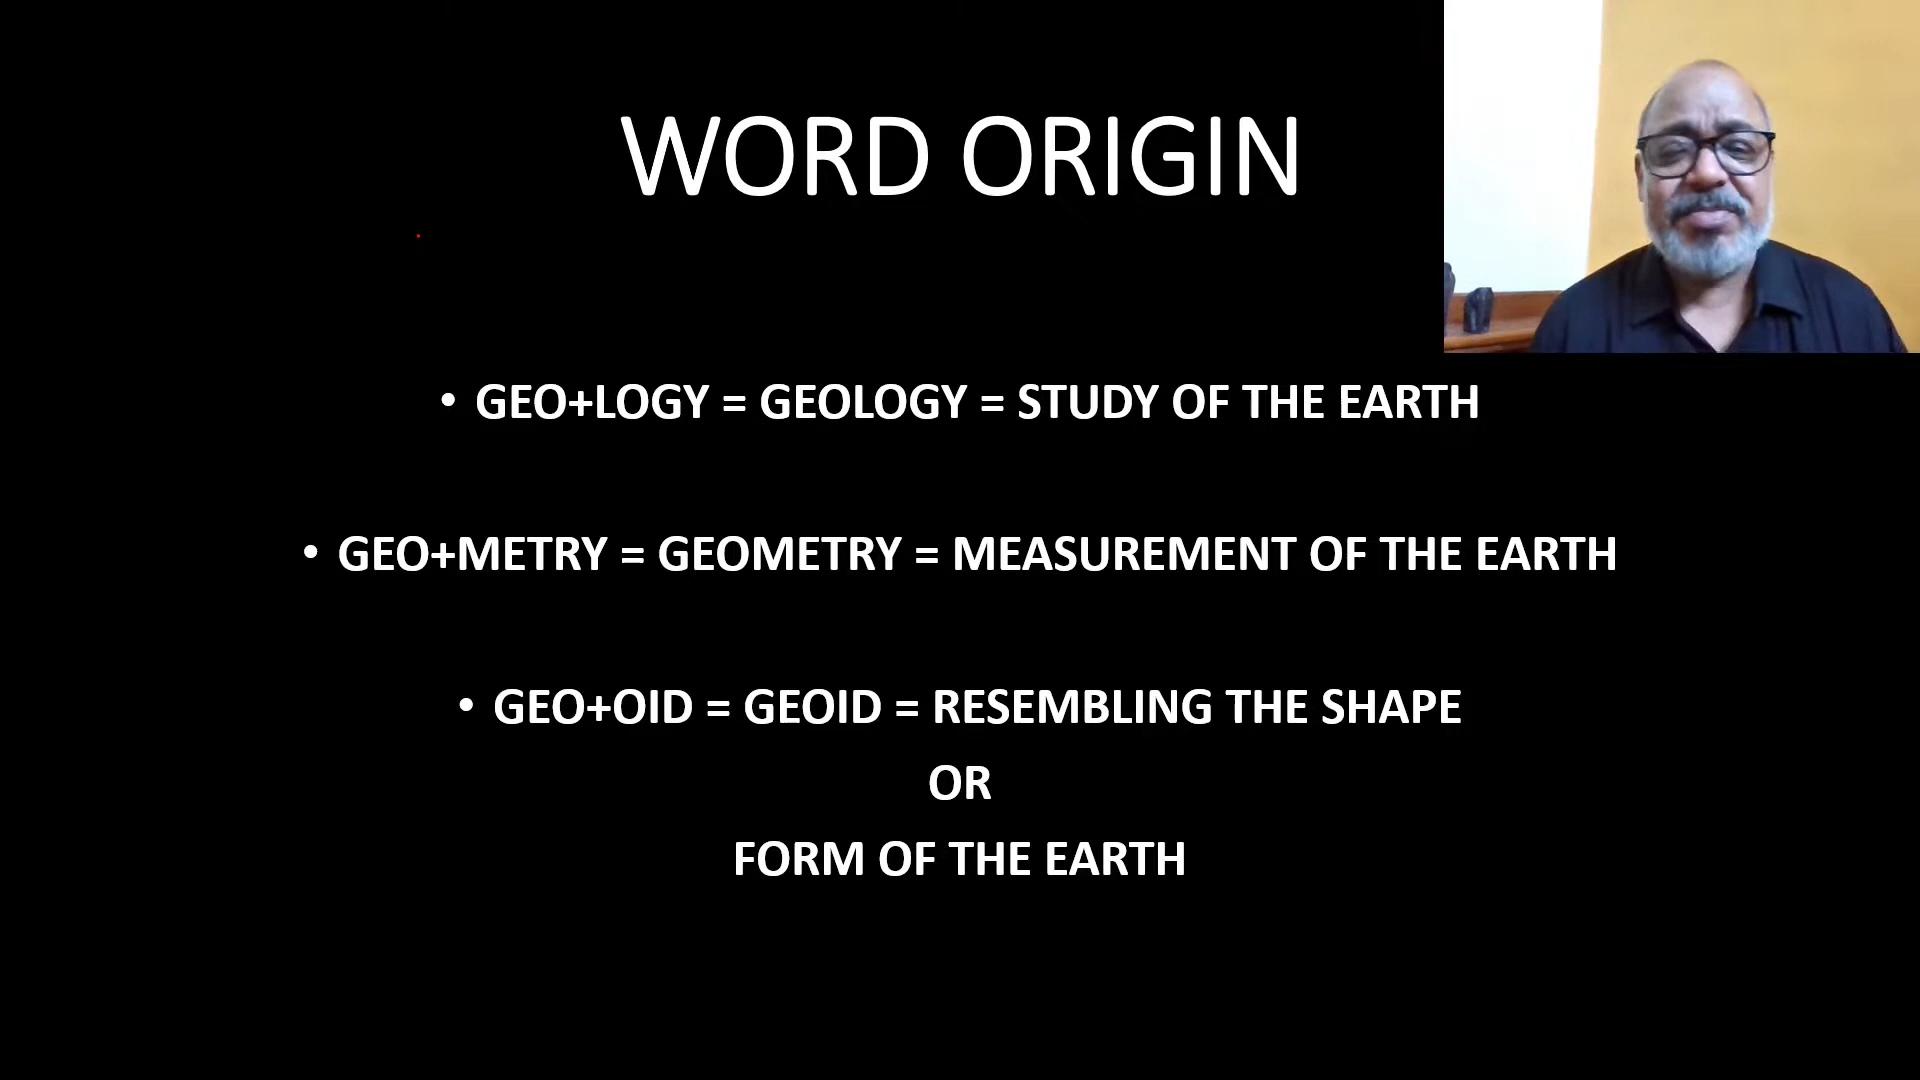 WORD ORIGIN
• GEO+LOGY = GEOLOGY = STUDY OF THE EARTH
• GEO+METRY = GEOMETRY = MEASUREMENT OF THE EARTH
• GEO+OID = GEOID = RESEMBLING THE SHAPE
OR
FORM OF THE EARTH